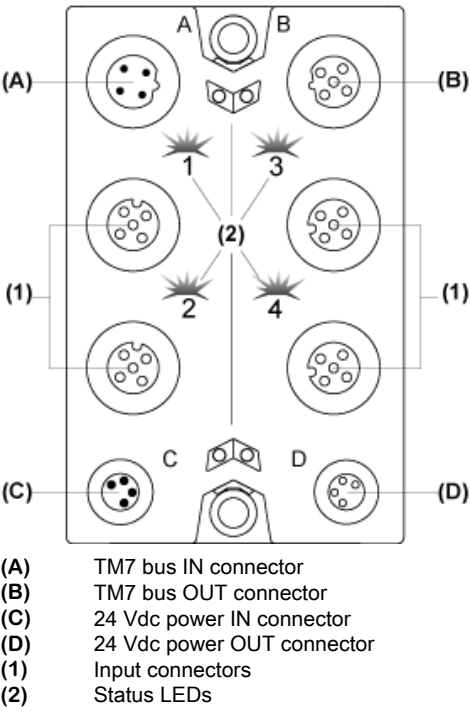 A B
(A) (B)
1 3
(2)
(1) (1)
2 4
C D
(C) (D)
(A) TM7 bus IN connector
(B) TM7 bus OUT connector
(C) 24 Vdc power IN connector
(D) 24 Vdc power OUT connector
(1) Input connectors
(2) Status LEDs